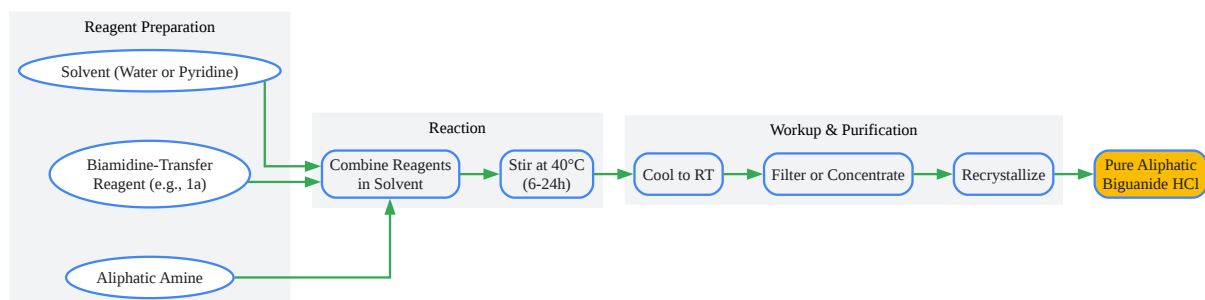 Reagent Preparation
Solvent (Water or Pyridine)
Biamidine-Transfer
Reagent (e.g., 1a)
Aliphatic Amine
Reaction
Combine Reagents
in Solvent
Stir at 40°C
(6-24h)
Workup & Purification
Cool to RT
Filter or Concentrate
Recrystallize
Pure Aliphatic
Biguanide HCl